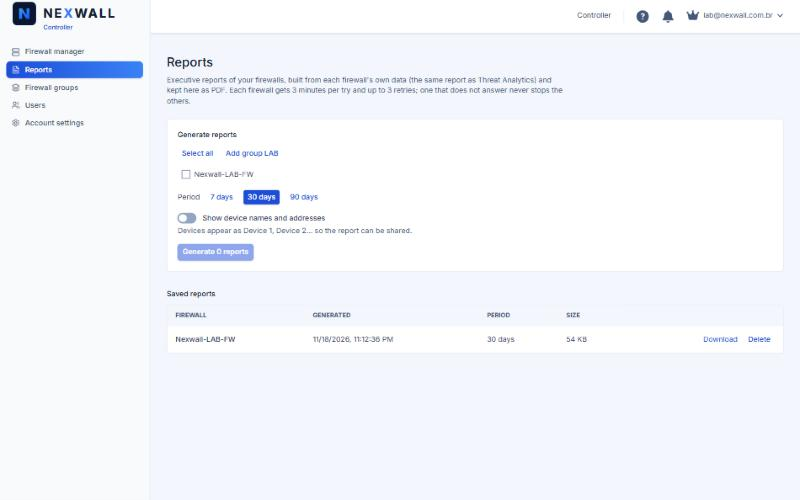 NEXWALL
Controller
Controller
lab@nexwall.com.br
Firewall manager
Reports
Firewall groups
Users
Account settings
Reports
Executive reports of your firewalls, built from each firewall's own data (the same report as Threat Analytics) and
kept here as PDF. Each firewall gets 3 minutes per try and up to 3 retries; one that does not answer never stops the
others.
Generate reports
Select all Add group LAB
Nexwall-LAB-FW
Period 7 days 30 days 90 days
Show device names and addresses
Devices appear as Device 1, Device 2... so the report can be shared.
Generate 0 reports
Saved reports
FIREWALL GENERATED PERIOD SIZE
Nexwall-LAB-FW 11/18/2026, 11:12:36 PM 30 days 54 KB Download Delete